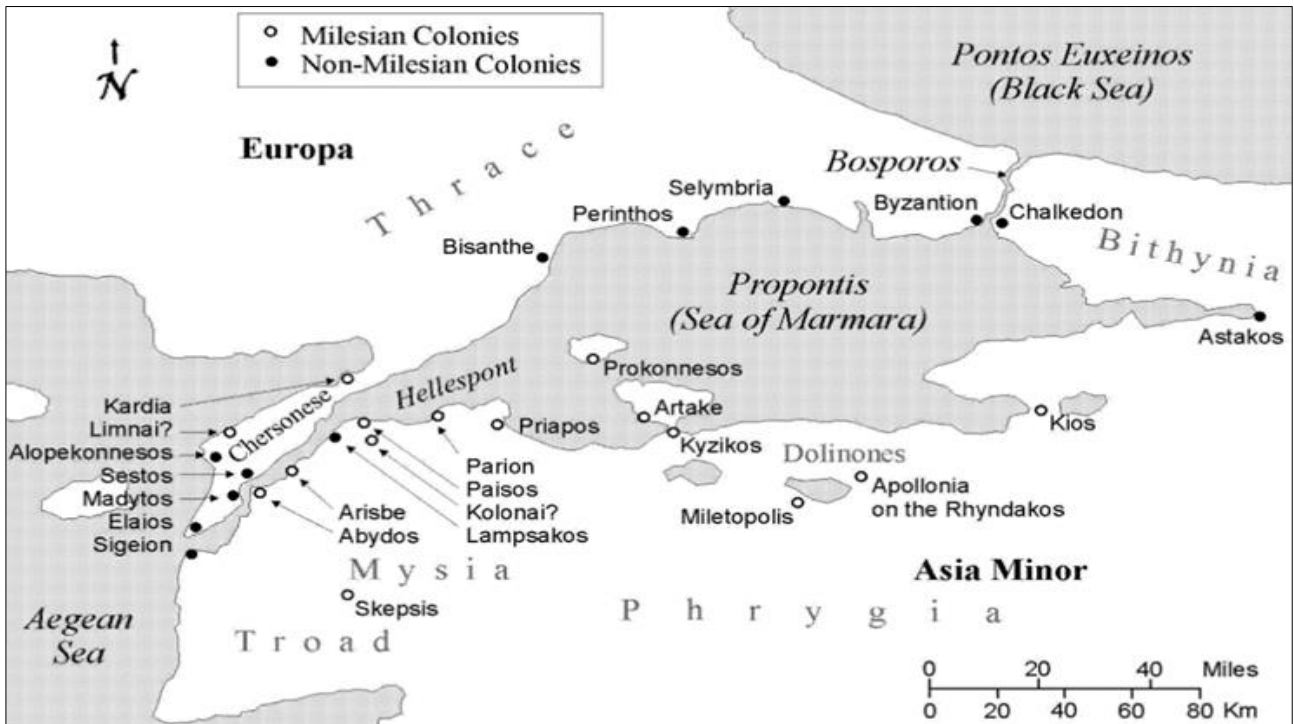 Milesian Colonies
Non-Milesian Colonies
N
Pontos Euxeinos
(Black Sea)
Europa
Thrace
Bosporos
Selymbria
Byzantion
Chalkedon
Perinthos
Bithynia
Bisanthe
Propontis
(Sea of Marmara)
Astakos
Prokonnesos
Hellespont
Kardia
Limnai?
Chersonese
Alopekonnesos
Sestos
Madytos
Elaios
Sigeion
Artake
Priapos
Kyzikos
Kios
Dolinones
Parion
Paisos
Kolonai?
Lampsakos
Arisbe
Abydos
Apollonia
on the Rhyndakos
Miletopolis
Mysia
Asia Minor
Skepsis
Phrygia
Aegean
Sea
Troad
0 20 40 Miles
0 20 40 60 80 Km